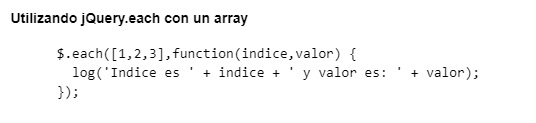 Utilizando jQuery.each con un array
$.each([1,2,3],function(indice,valor) {
  log('Indice es ' + indice + ' y valor es: ' + valor);
});